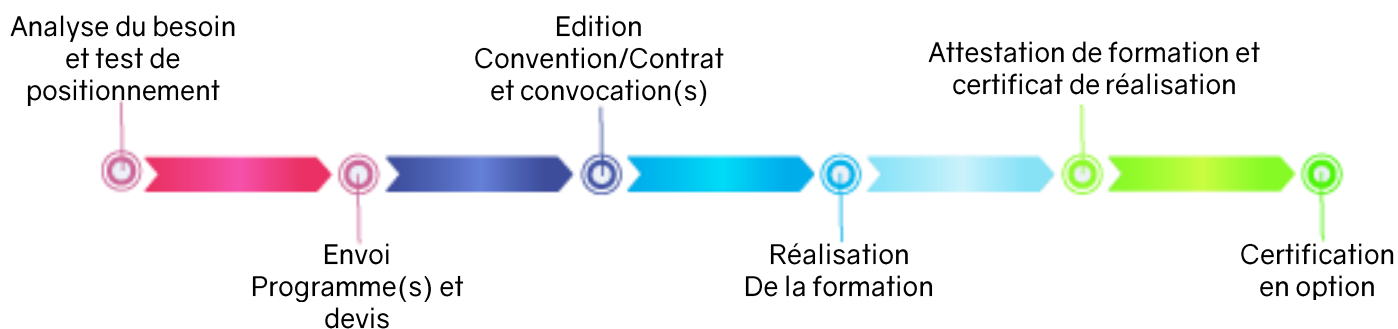 Analyse du besoin
et test de
positionnement
Envoi
Programme(s) et
devis
Edition
Convention/Contrat
et convocation(s)
Réalisation
De la formation
Attestation de formation et
certificat de réalisation
Certification
en option